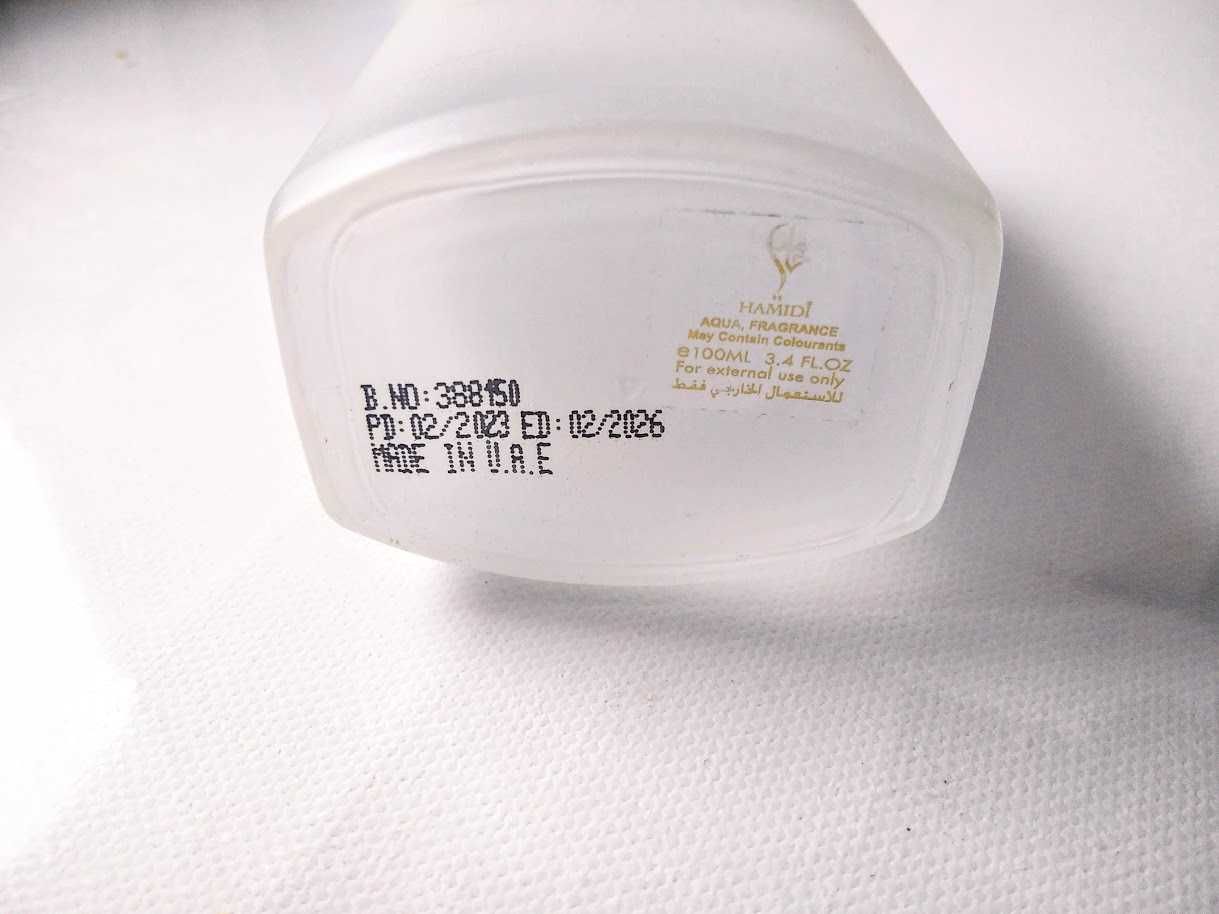 HAMIDI
AQUA, FRAGRANCE
May Contain Colourants
e100ML 3.4 FL.OZ
For external use only
للاستعمال الخارجي فقط
B.NO:388150
PD:02/2023 ED:02/2026
MADE IN U.A.E